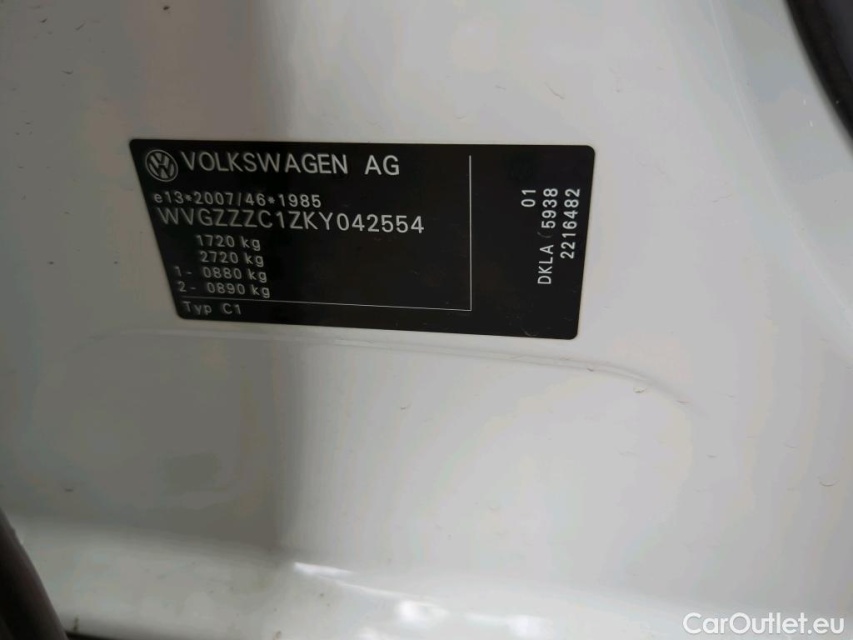 VOLKSWAGEN AG
e13*2007/46*1985
WVGZZZC1ZKY042554
1720 kg
2720 kg
1- 0880 kg
2- 0890 kg
Typ C1
01
DKLA / 5938
2216482
CarOutlet.eu